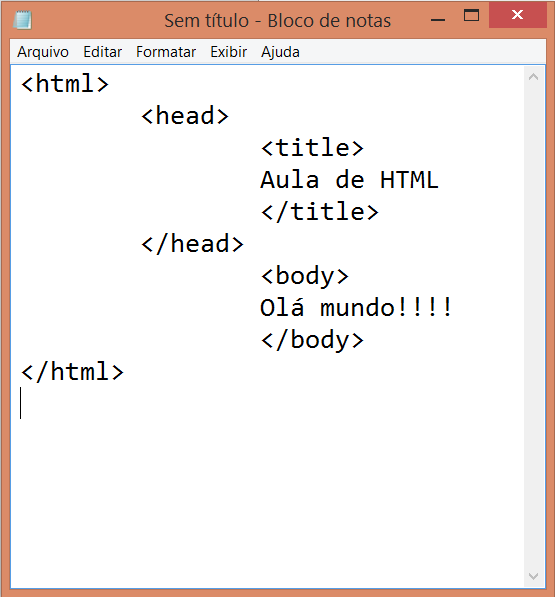 Sem título - Bloco de notas
Arquivo Editar Formatar Exibir Ajuda
<html>
<head>
<title>
Aula de HTML
</title>
</head>
<body>
Olá mundo!!!!
</body>
</html>